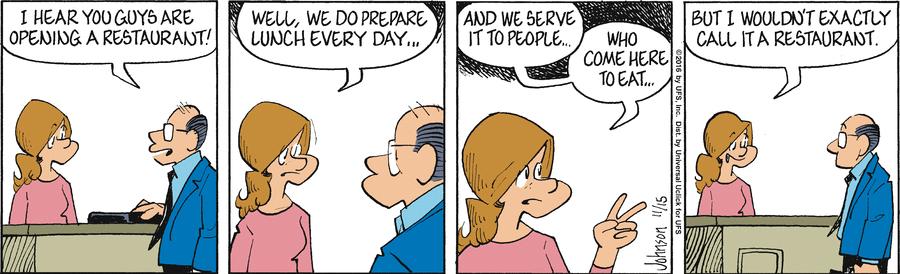 I HEAR YOU GUYS ARE
OPENING A RESTAURANT!
WELL, WE DO PREPARE
LUNCH EVERY DAY...
AND WE SERVE
IT TO PEOPLE...
WHO
COME HERE
TO EAT...
Johnson 11/15
©2016 by UFS, Inc. Dist. by Universal Uclick for UFS
BUT I WOULDN'T EXACTLY
CALL IT A RESTAURANT.